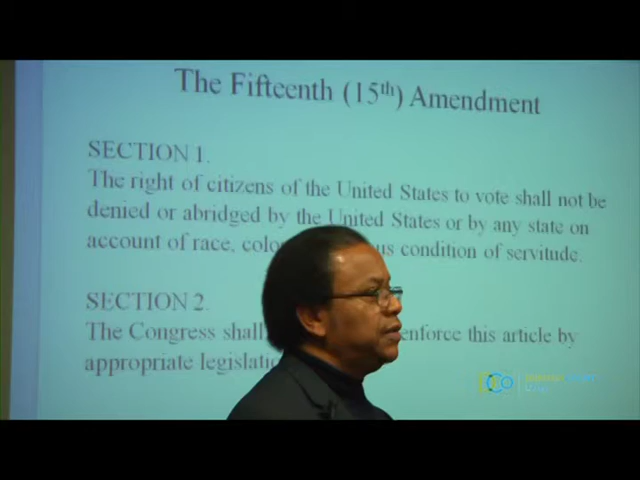 The Fifteenth (15th) Amendment
SECTION 1.
The right of citizens of the United States to vote shall not be
denied or abridged by the United States or by any state on
account of race, colo us condition of servitude.
SECTION 2.
The Congress shall enforce this article by
appropriate legislati